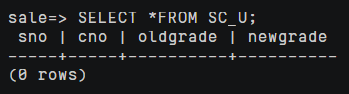 sale=> SELECT *FROM SC_U;
 sno | cno | oldgrade | newgrade
-----+-----+----------+----------
(0 rows)